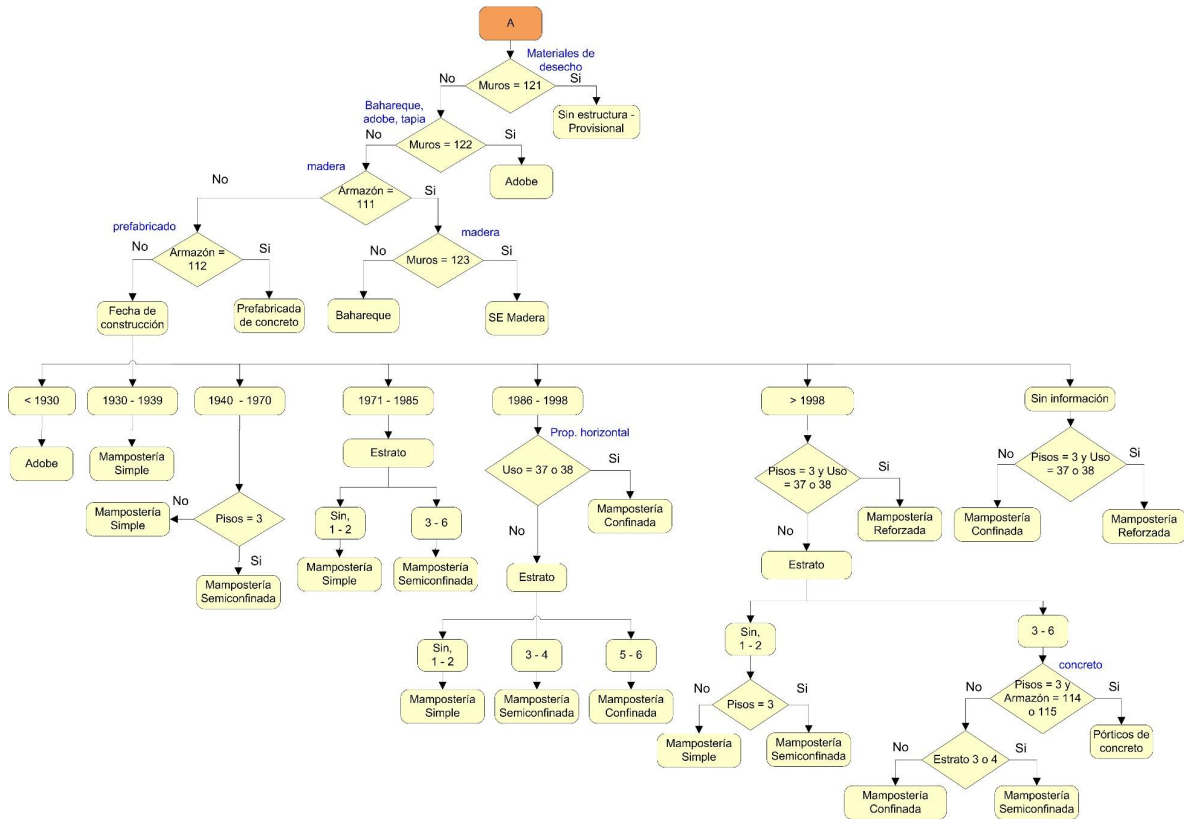 A
Materiales de
desecho
No
Muros = 121
Si
Bahareque,
adobe, tapia
Sin estructura -
Provisional
No
Muros = 122
Si
madera
Adobe
No
Armazón =
111
Si
prefabricado
madera
No
Armazón =
112
Si
No
Muros = 123
Si
Fecha de
construcción
Prefabricada
de concreto
Bahareque
SE Madera
< 1930
1930 - 1939
1940 - 1970
1971 - 1985
1986 - 1998
> 1998
Sin información
Adobe
Mampostería
Simple
Estrato
Prop. horizontal
Uso = 37 o 38
Si
Pisos = 3 y Uso
= 37 o 38
Si
No
Pisos = 3 y Uso
= 37 o 38
Si
Mampostería
Simple
No
Pisos = 3
Si
Mampostería
Semiconfinada
Sin,
1 - 2
3 - 6
Mampostería
Simple
Mampostería
Semiconfinada
No
Mampostería
Confinada
No
Mampostería
Reforzada
Mampostería
Confinada
Mampostería
Reforzada
Estrato
Estrato
Sin,
1 - 2
3 - 4
5 - 6
Mampostería
Simple
Mampostería
Semiconfinada
Mampostería
Confinada
Sin,
1 - 2
3 - 6
concreto
No
Pisos = 3
Si
No
Pisos = 3 y
Armazón = 114
o 115
Si
Mampostería
Simple
Mampostería
Semiconfinada
Pórticos de
concreto
No
Estrato 3 o 4
Si
Mampostería
Confinada
Mampostería
Semiconfinada